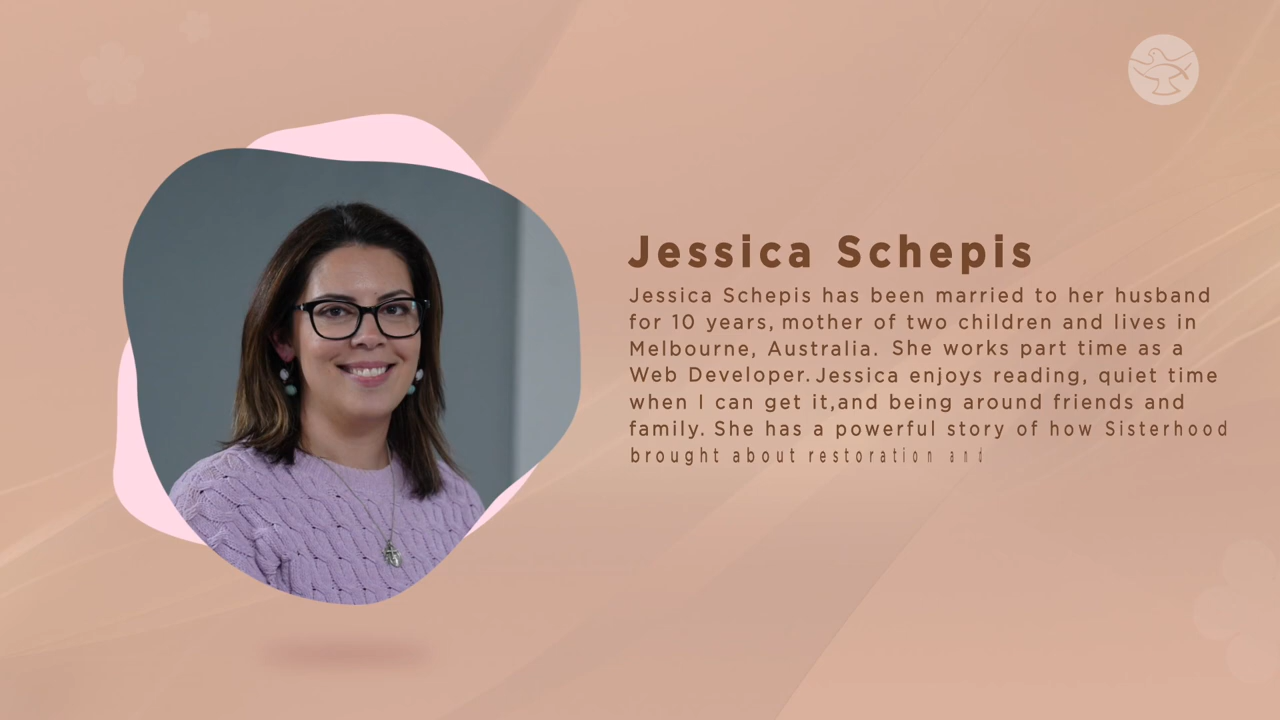 Jessica Schepis
Jessica Schepis has been married to her husband
for 10 years, mother of two children and lives in
Melbourne, Australia. She works part time as a
Web Developer. Jessica enjoys reading, quiet time
when I can get it,and being around friends and
family. She has a powerful story of how Sisterhood
brought about restoration and